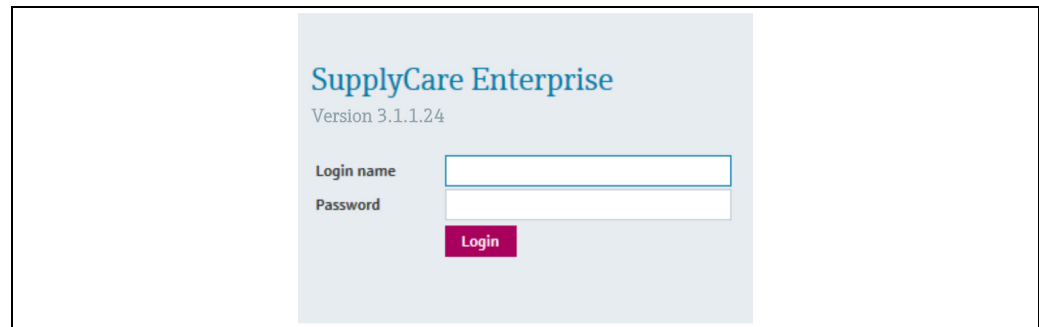 SupplyCare Enterprise
Version 3.1.1.24
Login name
Password
Login